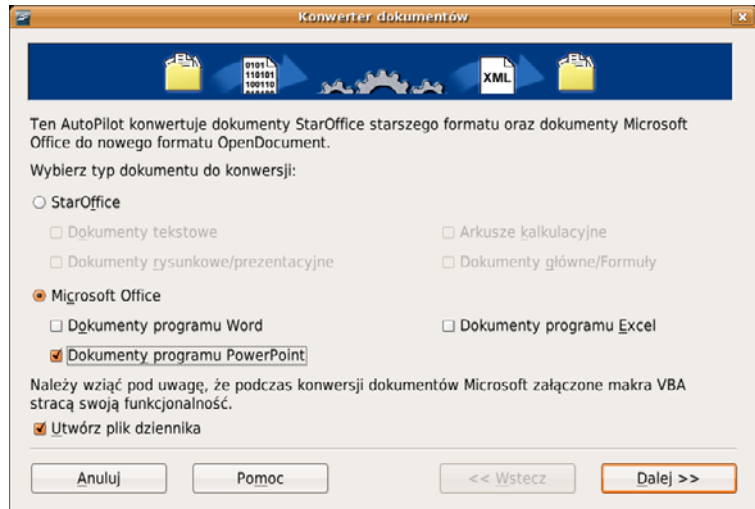 Konwerter dokumentów
0101
110101
100110
XML
Ten AutoPilot konwertuje dokumenty StarOffice starszego formatu oraz dokumenty Microsoft
Office do nowego formatu OpenDocument.
Wybierz typ dokumentu do konwersji:
StarOffice
Dokumenty tekstowe
Arkusze kalkulacyjne
Dokumenty rysunkowe/prezentacyjne
Dokumenty główne/Formuły
Microsoft Office
Dokumenty programu Word
Dokumenty programu Excel
Dokumenty programu PowerPoint
Należy wziąć pod uwagę, że podczas konwersji dokumentów Microsoft załączone makra VBA
stracą swoją funkcjonalność.
Utwórz plik dziennika
Anuluj
Pomoc
<< Wstecz
Dalej >>